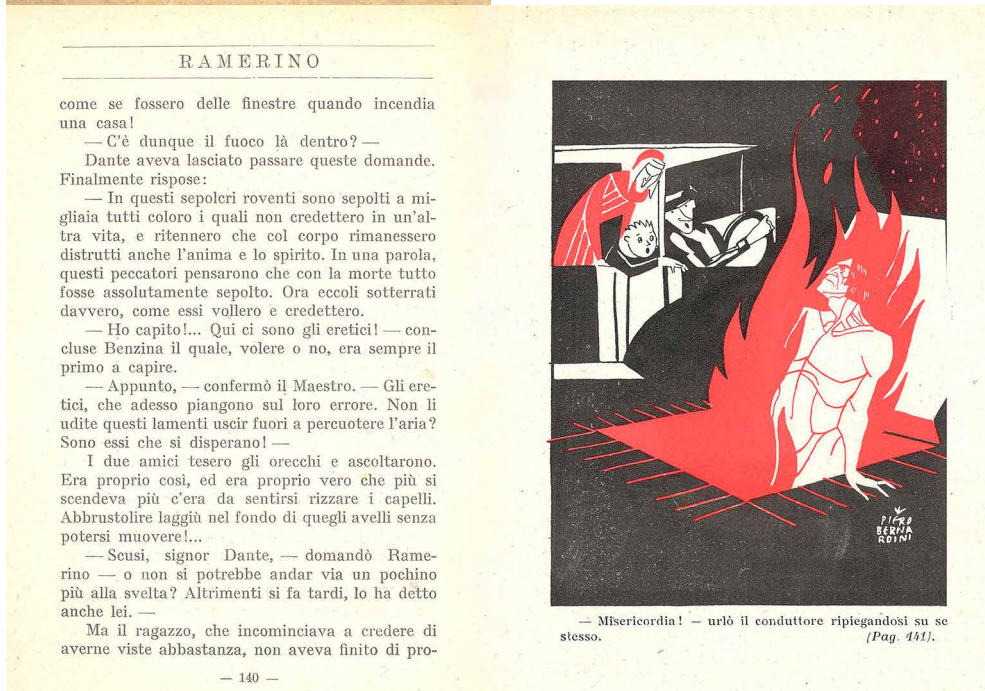 RAMERINO
come se fossero delle finestre quando incendia
una casa!
— C'è dunque il fuoco là dentro? —
Dante aveva lasciato passare queste domande.
Finalmente rispose:
— In questi sepolcri roventi sono sepolti a mi-
gliaia tutti coloro i quali non credettero in un'al-
tra vita, e ritennero che col corpo rimanessero
distrutti anche l'anima e lo spirito. In una parola,
questi peccatori pensarono che con la morte tutto
fosse assolutamente sepolto. Ora eccoli sotterrati
davvero, come essi vollero e credettero.
— Ho capito!... Qui ci sono gli eretici! — con-
cluse Benzina il quale, volere o no, era sempre il
primo a capire.
— Appunto, — confermò il Maestro. — Gli ere-
tici, che adesso piangono sul loro errore. Non li
udite questi lamenti uscir fuori a percuotere l'aria?
Sono essi che si disperano! —
I due amici tesero gli orecchi e ascoltarono.
Era proprio così, ed era proprio vero che più si
scendeva più c'era da sentirsi rizzare i capelli.
Abbrustolire laggiù nel fondo di quegli avelli senza
potersi muovere!...
— Scusi, signor Dante, — domandò Rame-
rino — o non si potrebbe andar via un pochino
più alla svelta? Altrimenti si fa tardi, lo ha detto
anche lei. —
Ma il ragazzo, che incominciava a credere di
averne viste abbastanza, non aveva finito di pro-
— 140 —
PIERO
BERNA
RDINI
— Misericordia! — urlò il conduttore ripiegandosi su se
stesso. (Pag. 141).